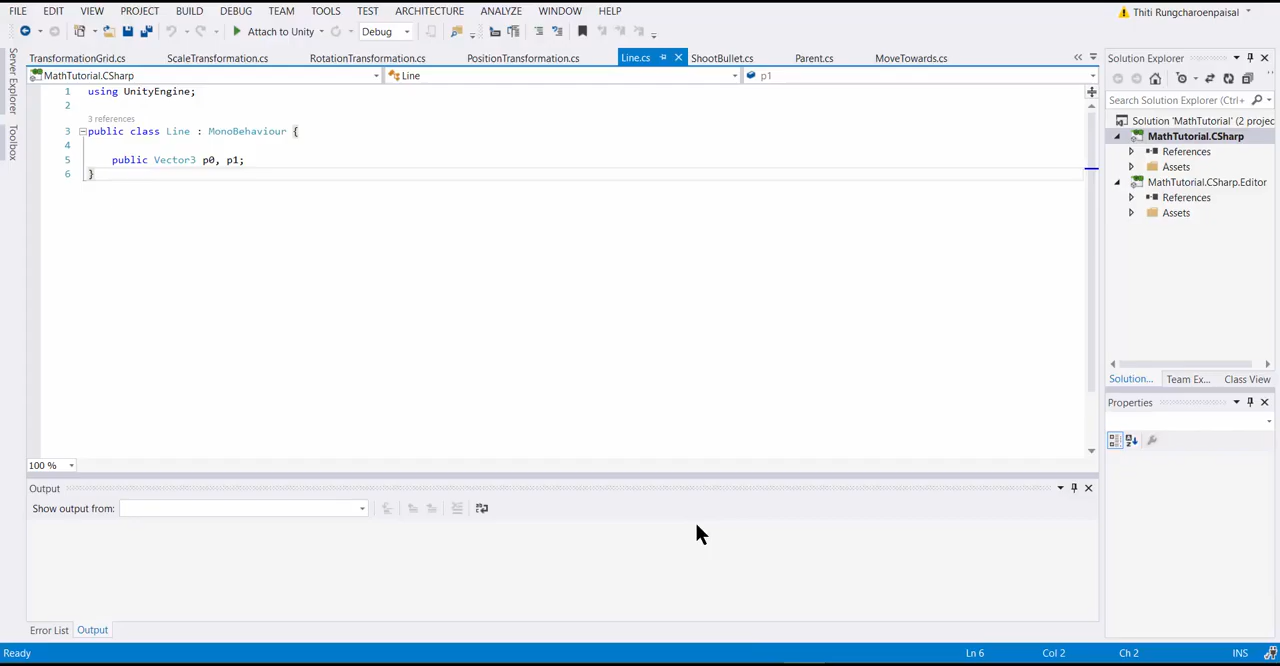 FILE EDIT VIEW PROJECT BUILD DEBUG TEAM TOOLS TEST ARCHITECTURE ANALYZE WINDOW HELP
Thiti Rungcharoenpaisal
Attach to Unity Debug
TransformationGrid.cs ScaleTransformation.cs RotationTransformation.cs PositionTransformation.cs Line.cs ShootBullet.cs Parent.cs MoveTowards.cs
MathTutorial.CSharp Line p1
1 using UnityEngine;
2
3 references
3 public class Line : MonoBehaviour {
4
5 public Vector3 p0, p1;
6 }
100 %
Output
Show output from:
Error List Output
Server Explorer
Toolbox
Solution Explorer
Search Solution Explorer (Ctrl+
Solution 'MathTutorial' (2 projec
MathTutorial.CSharp
References
Assets
MathTutorial.CSharp.Editor
References
Assets
Solution... Team Ex... Class View
Properties
Ready Ln 6 Col 2 Ch 2 INS